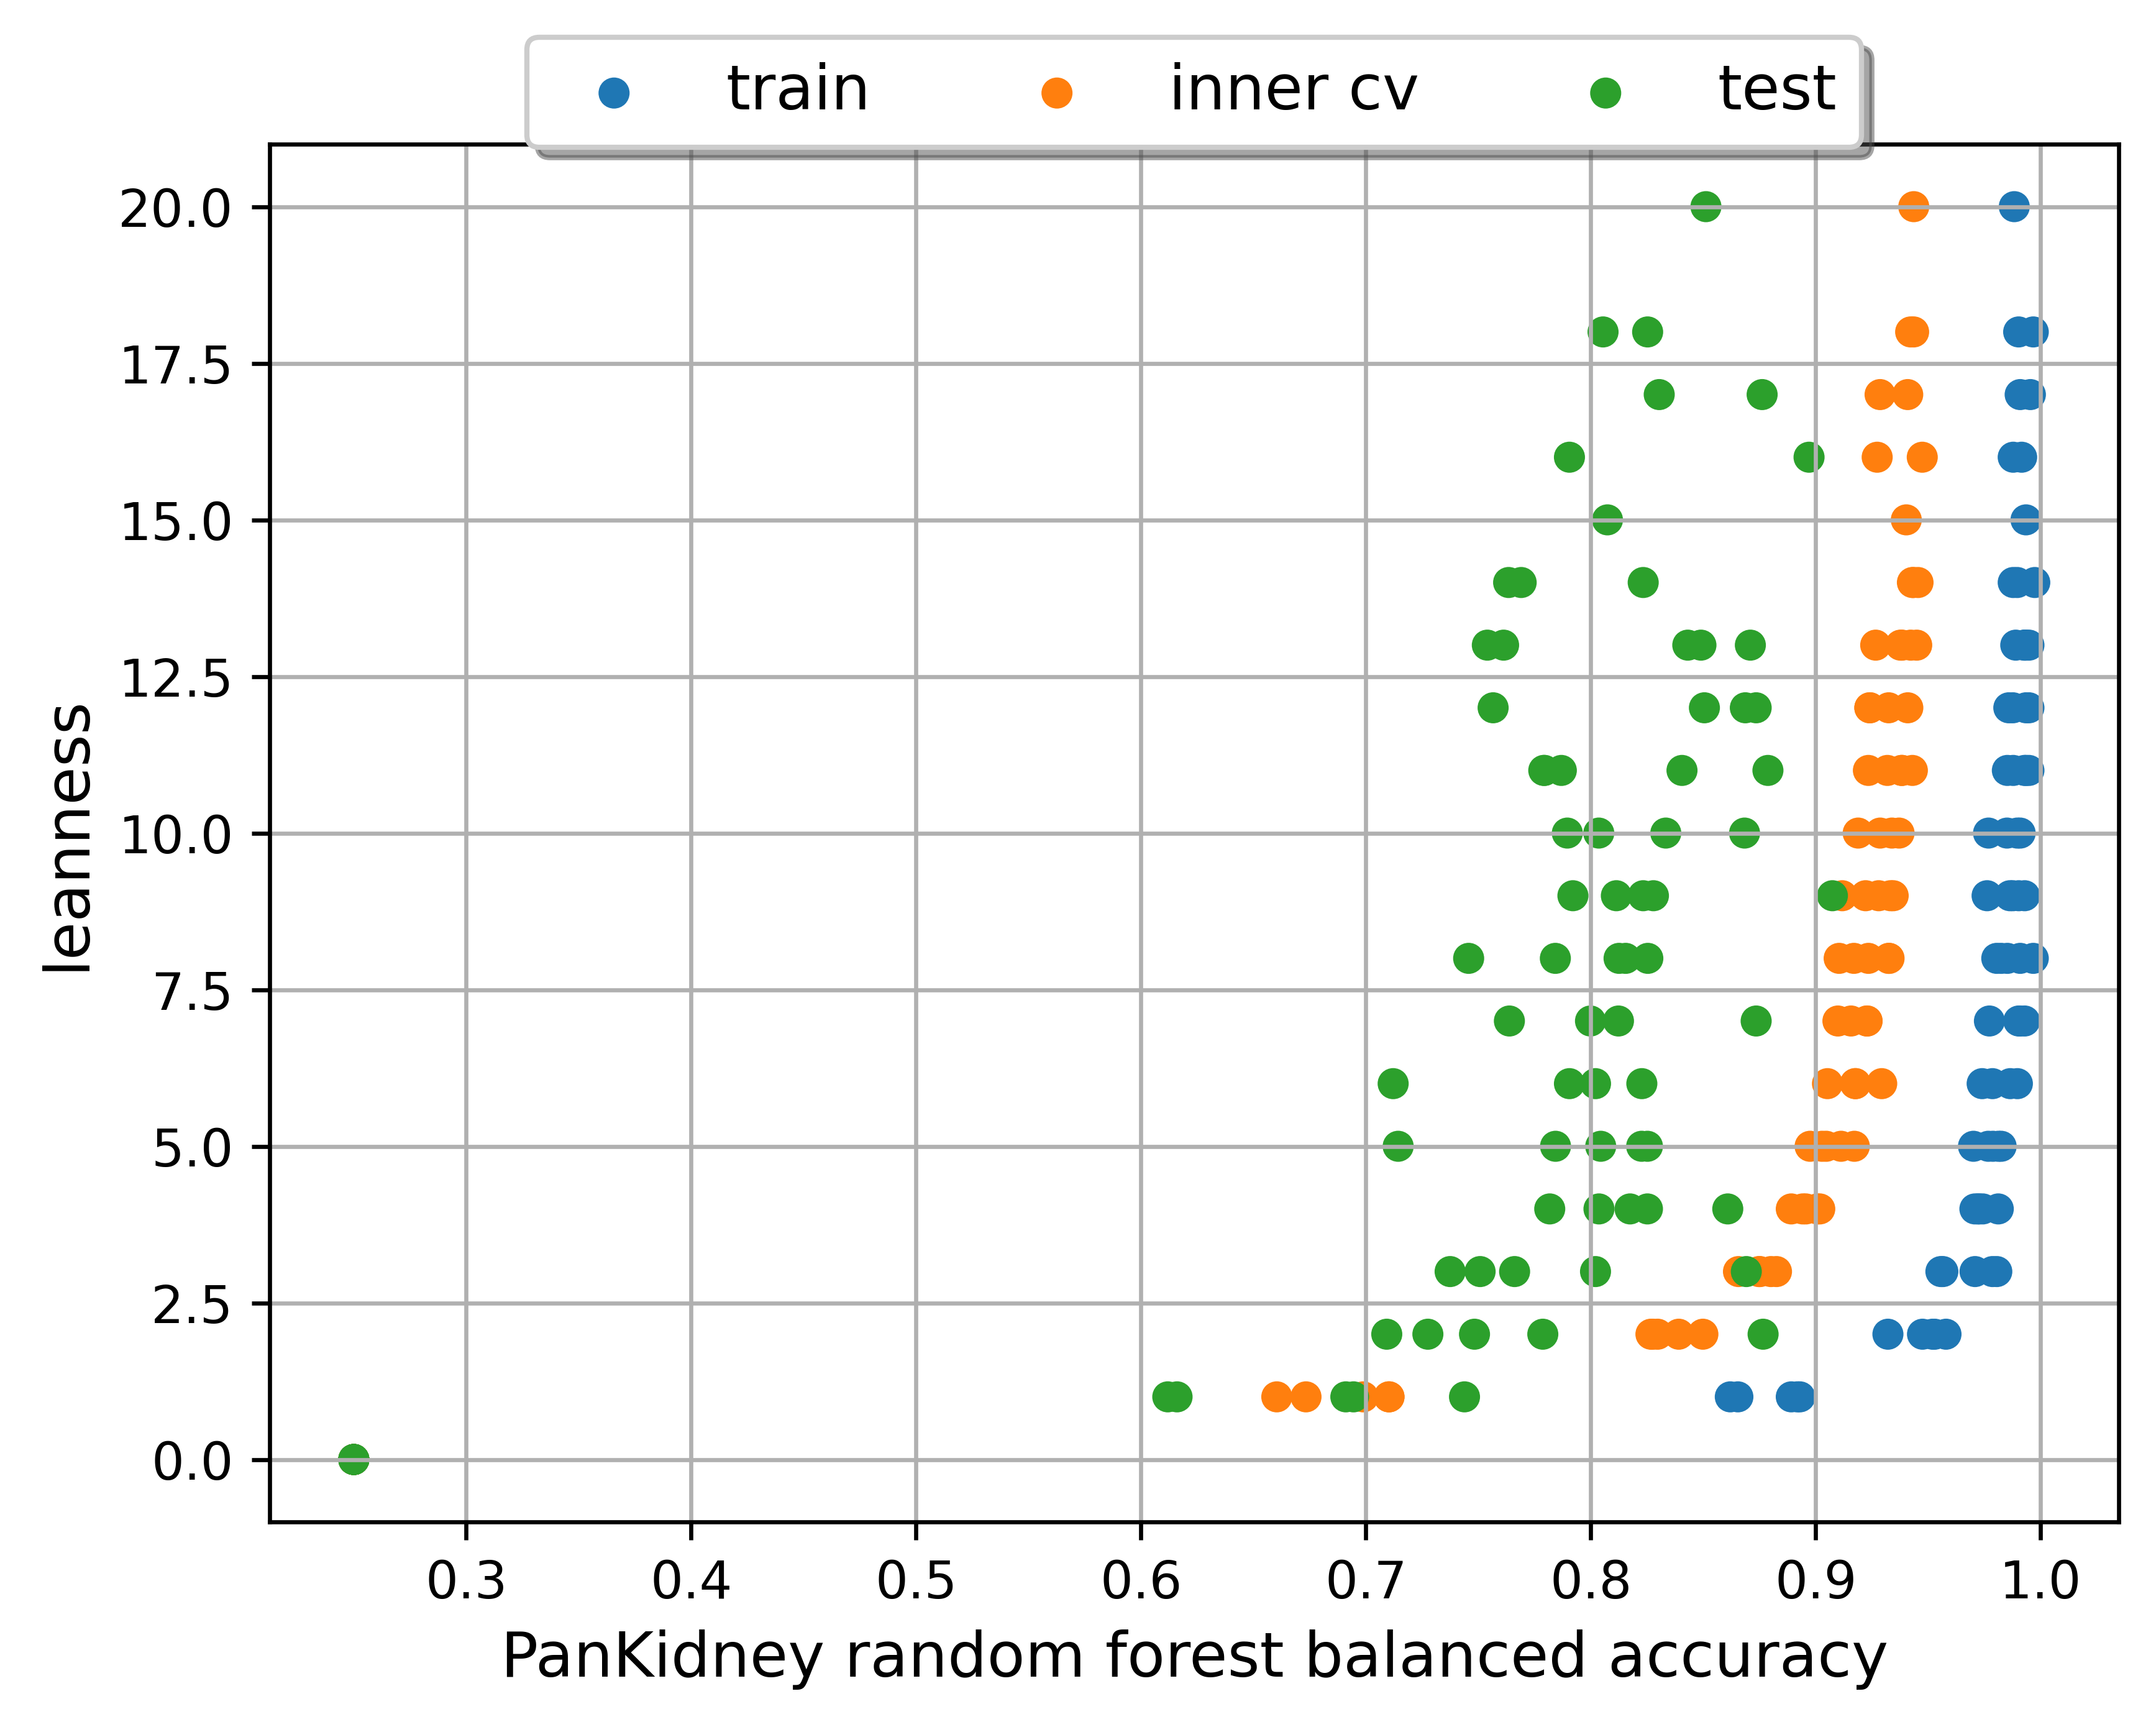 train inner cv test
20.0
17.5
15.0
12.5
10.0
7.5
5.0
2.5
0.0
leanness
0.3 0.4 0.5 0.6 0.7 0.8 0.9 1.0
PanKidney random forest balanced accuracy